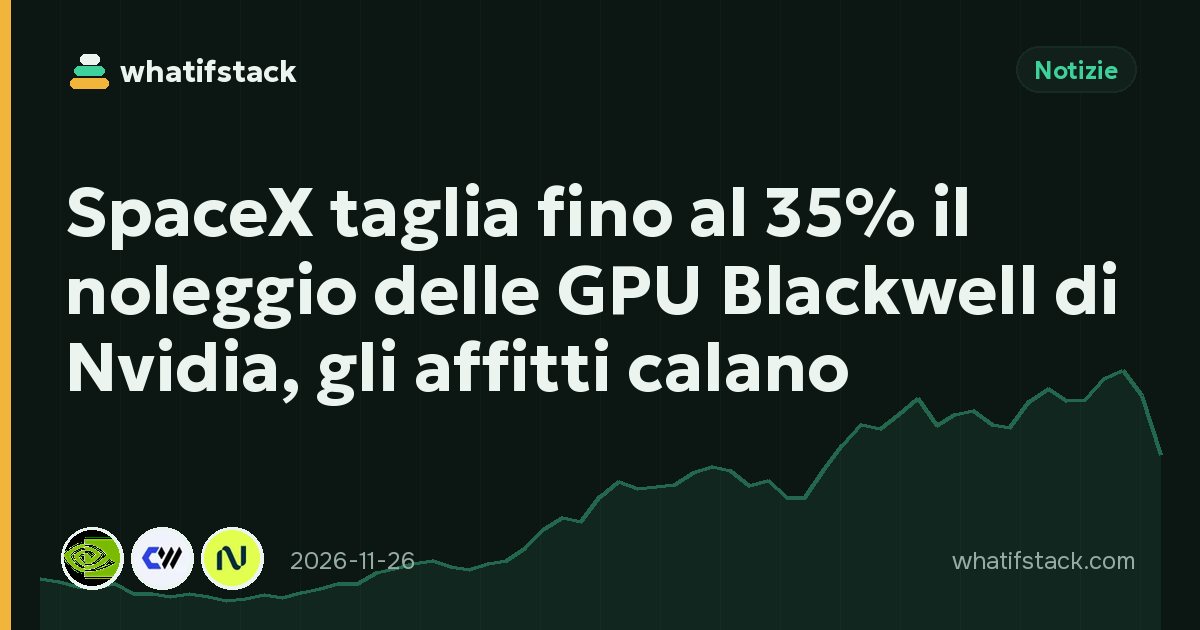 whatifstack
Notizie
SpaceX taglia fino al 35% il
noleggio delle GPU Blackwell di
Nvidia, gli affitti calano
2026-11-26
whatifstack.com